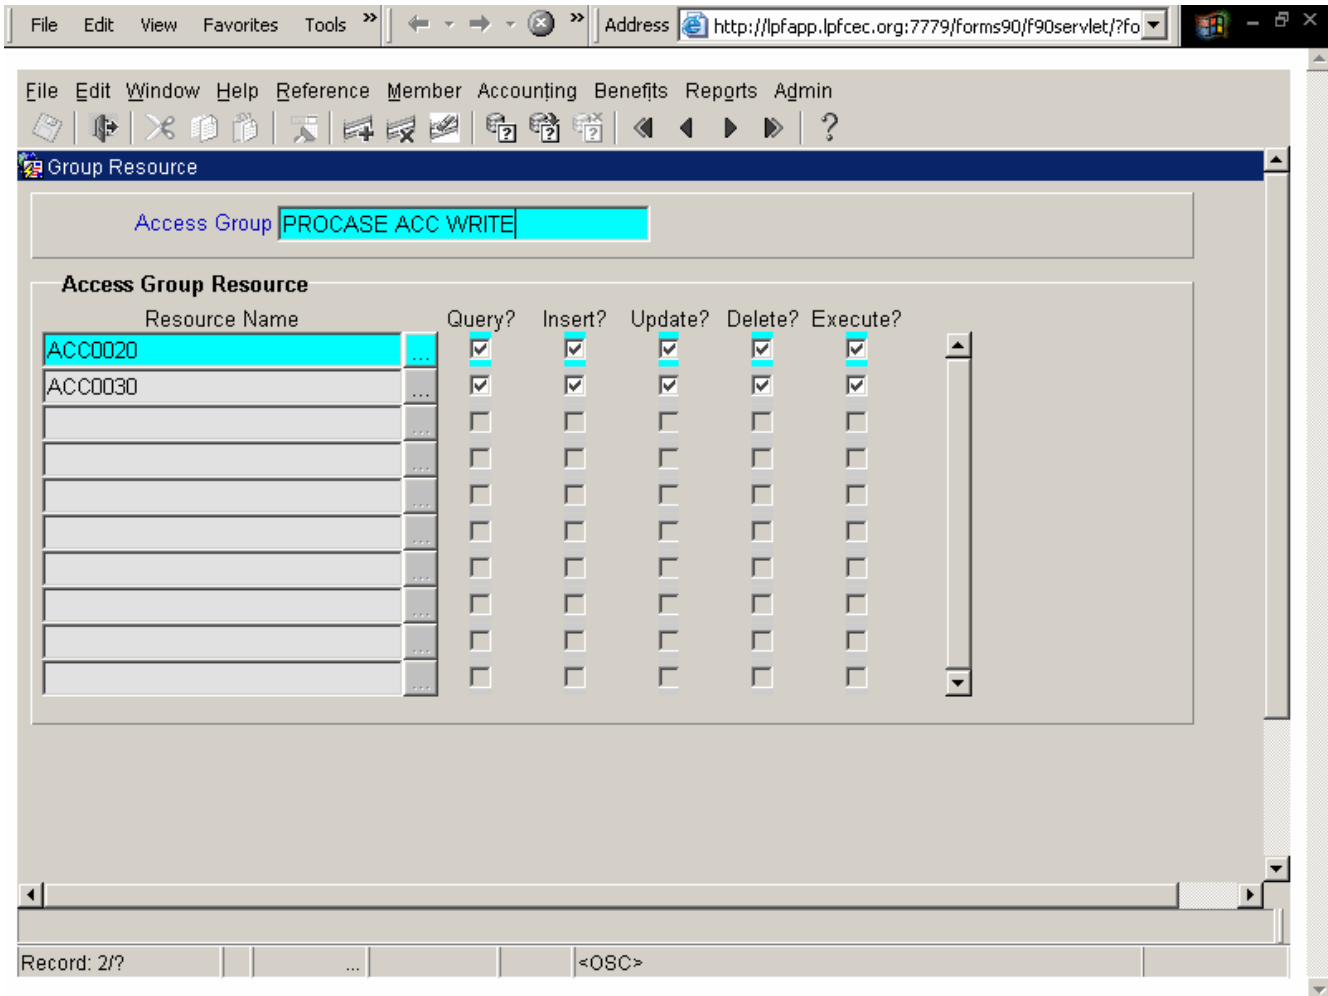 File Edit View Favorites Tools » Address http://lpfapp.lpfcec.org:7779/forms90/f90servlet/?fo
File Edit Window Help Reference Member Accounting Benefits Reports Admin
Group Resource
Access Group PROCASE ACC WRITE
Access Group Resource
Resource Name Query? Insert? Update? Delete? Execute?
ACC0020 ...
ACC0030 ...
...
...
...
...
...
...
...
...
Record: 2/? ... <OSC>